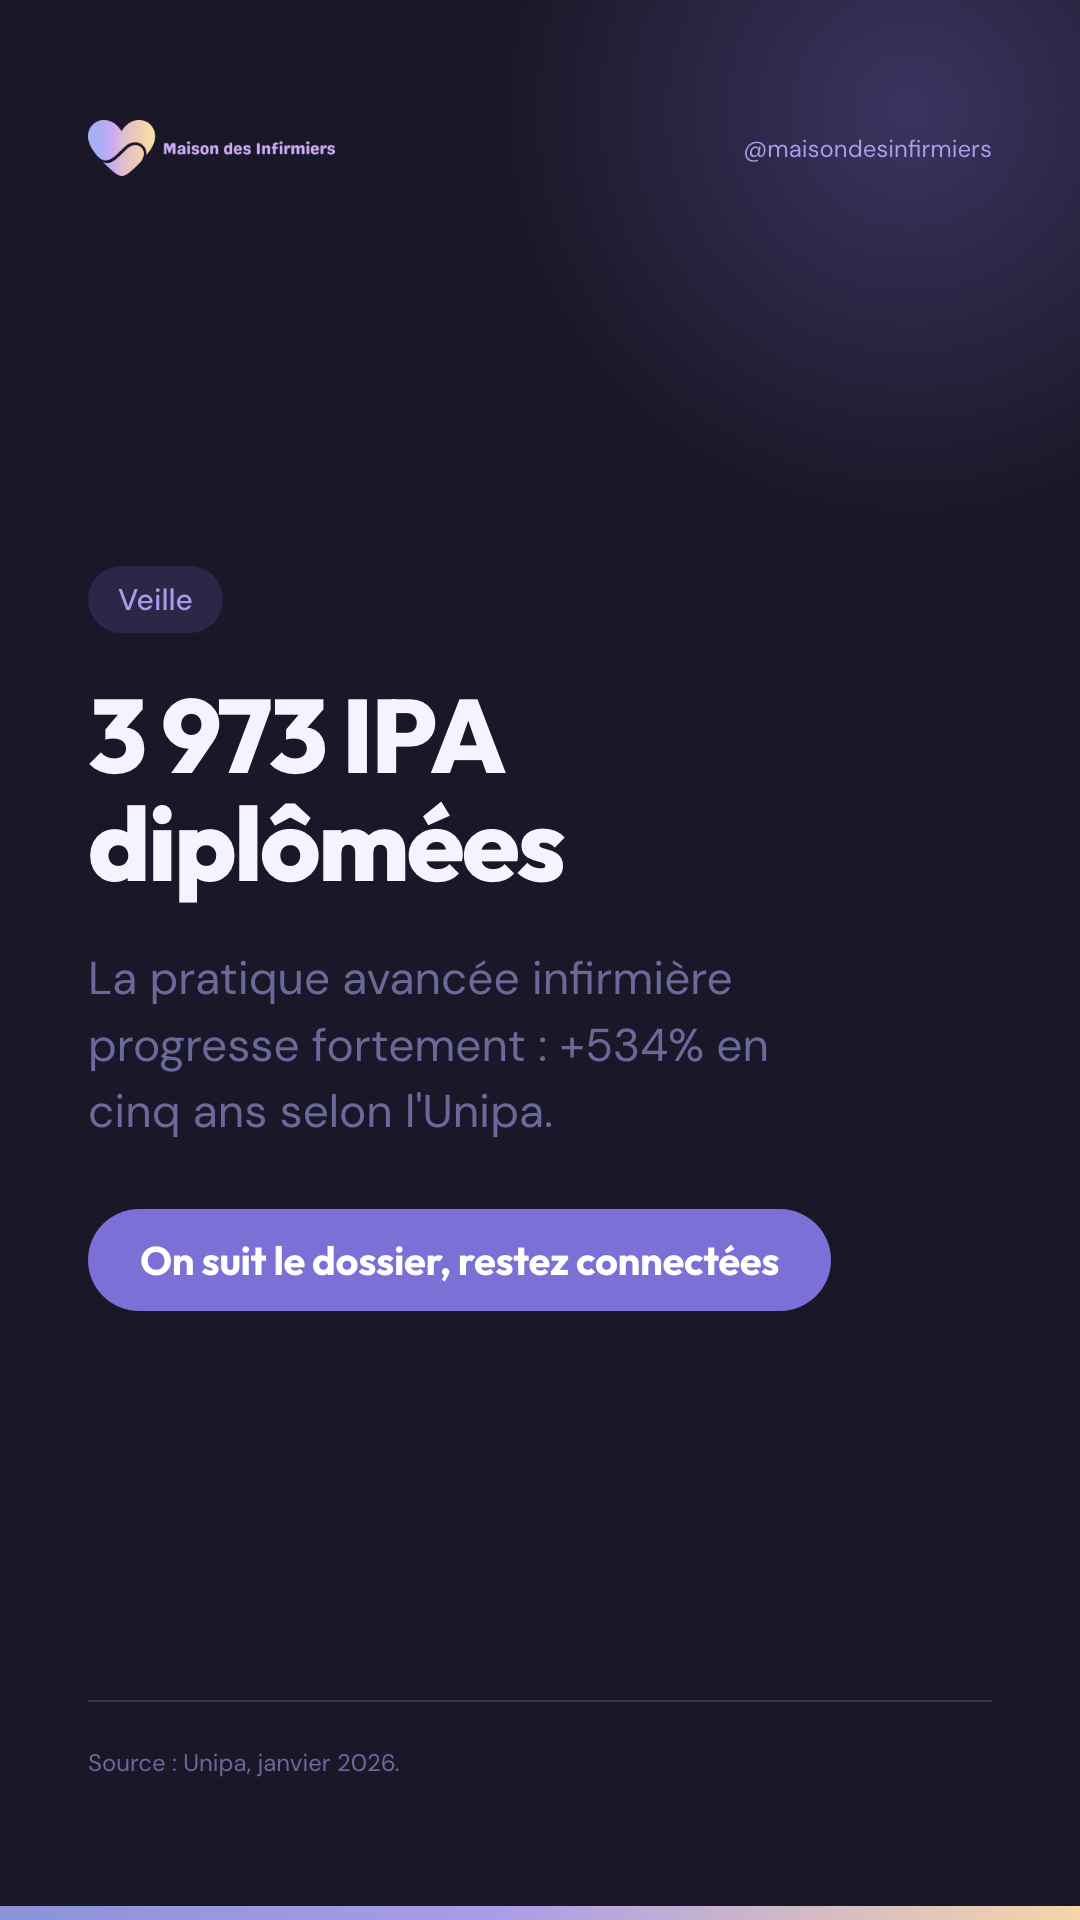 Maison des Infirmiers
@maisondesinfirmiers
Veille
3 973 IPA
diplômées
La pratique avancée infirmière
progresse fortement : +534% en
cinq ans selon l'Unipa.
On suit le dossier, restez connectées
Source : Unipa, janvier 2026.